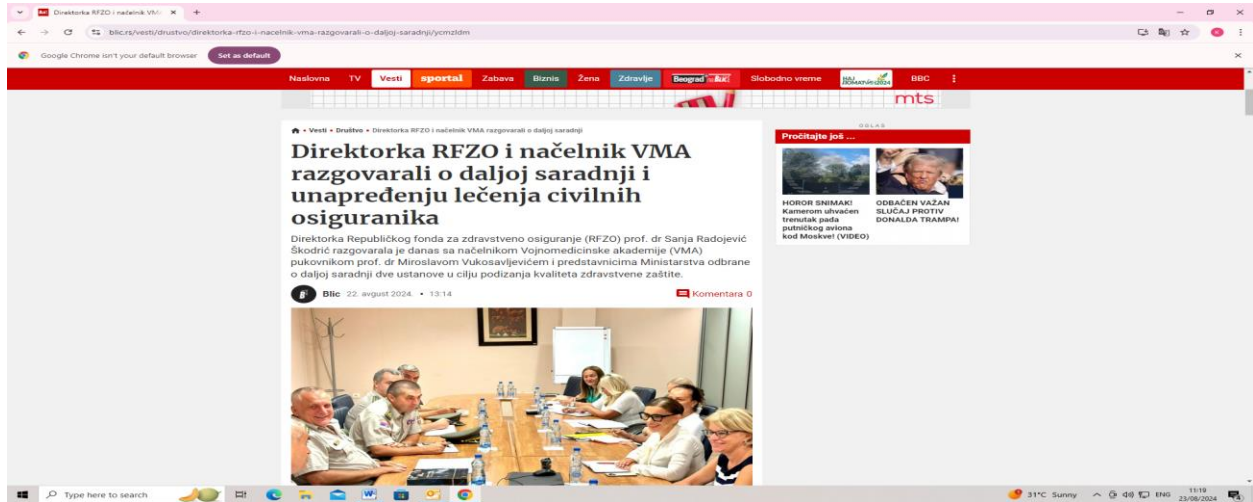 Direktorka RFZO i načelnik VMA
blic.rs/vesti/drustvo/direktorka-rfzo-i-nacelnik-vma-razgovarali-o-daljoj-saradnji/ycmzldm
Google Chrome isn't your default browser
Set as default
Naslovna TV Vesti sportal Zabava Biznis Žena Zdravlje Beograd Blic Slobodno vreme BBC
mts
Vesti • Društvo • Direktorka RFZO i načelnik VMA razgovarali o daljoj saradnji
Direktorka RFZO i načelnik VMA
razgovarali o daljoj saradnji i
unapređenju lečenja civilnih
osiguranika
Direktorka Republičkog fonda za zdravstveno osiguranje (RFZO) prof. dr Sanja Radojević
Škodrić razgovarala je danas sa načelnikom Vojnomedicinske akademije (VMA)
pukovnikom prof. dr Miroslavom Vukosavljevićem i predstavnicima Ministarstva odbrane
o daljoj saradnji dve ustanove u cilju podizanja kvaliteta zdravstvene zaštite.
Blic 22. avgust 2024. • 13:14
Komentara 0
OGLAS
Pročitajte još ...
HOROR SNIMAK!
Kamerom uhvaćen
trenutak pada
putničkog aviona
kod Moskve! (VIDEO)
ODBAČEN VAŽAN
SLUČAJ PROTIV
DONALDA TRAMPA!
Type here to search
31°C Sunny
ENG
11:19
23/08/2024